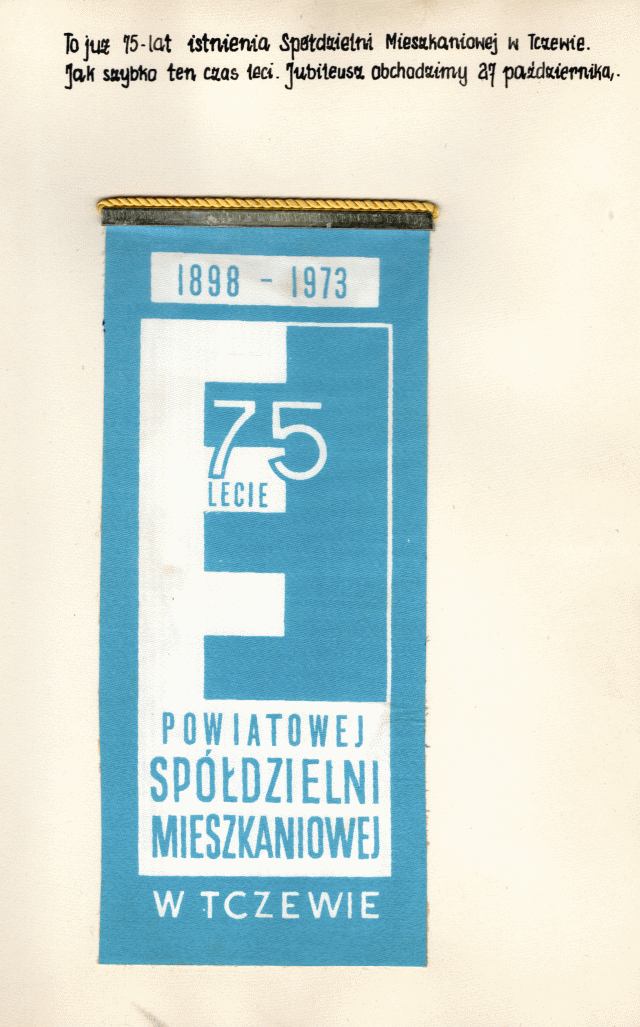 To już 75-lat istnienia Spółdzielni Mieszkaniowej w Tczewie.
Jak szybko ten czas leci. Jubileusz obchodzimy 27 października,.
1898 - 1973
75
LECIE
POWIATOWEJ
SPÓŁDZIELNI
MIESZKANIOWEJ
W TCZEWIE